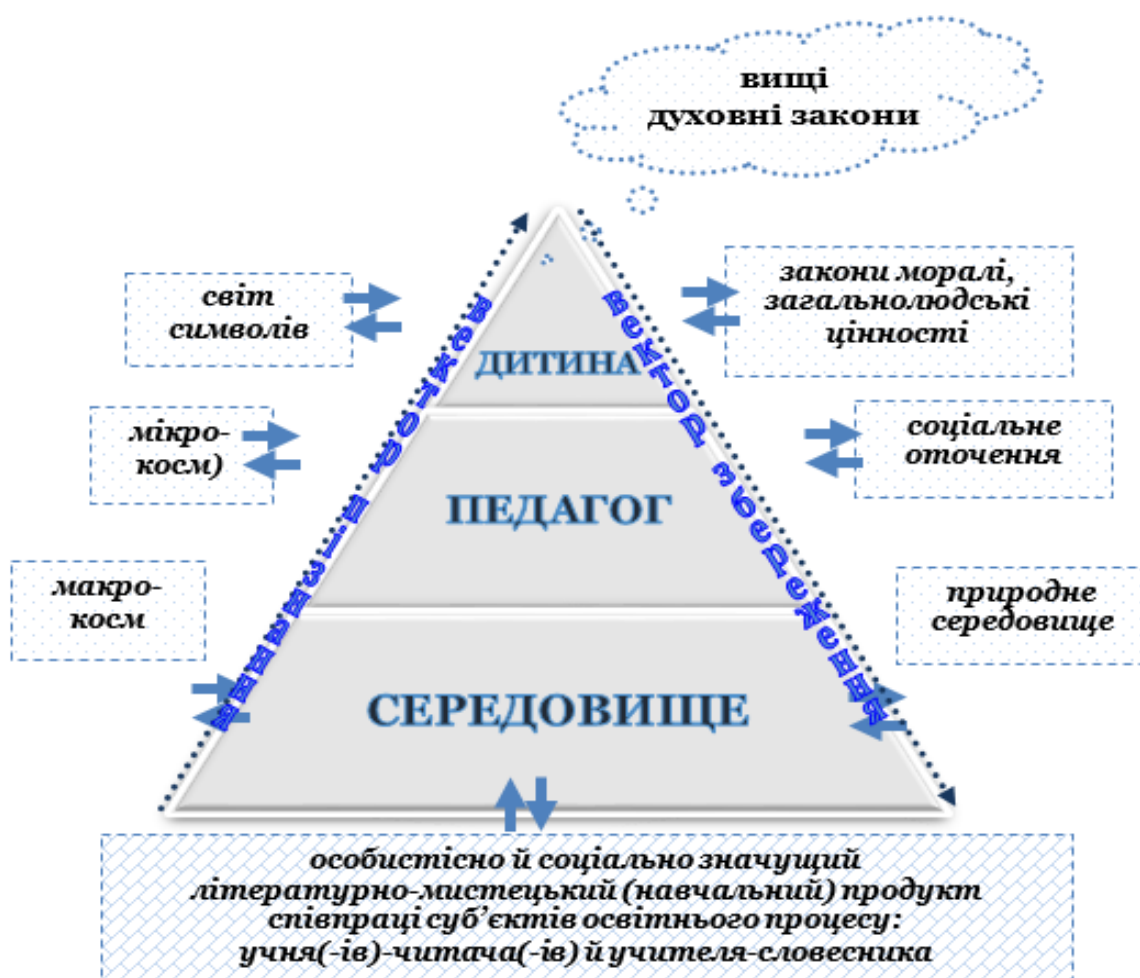 вищі
духовні закони
світ
символів
закони моралі,
загальнолюдські
цінності
вектор пізнання
вектор збереження
ДИТИНА
мікро-
косм)
соціальне
оточення
ПЕДАГОГ
макро-
косм
природне
середовище
СЕРЕДОВИЩЕ
особистісно й соціально значущий
літературно-мистецький (навчальний) продукт
співпраці суб’єктів освітнього процесу:
учня(-ів)-читача(-ів) й учителя-словесника